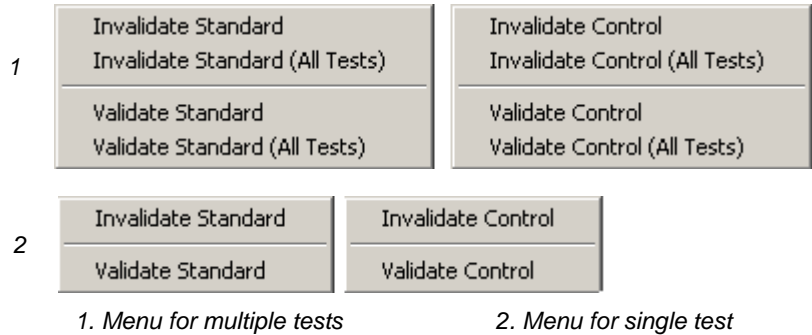 1
Invalidate Standard
Invalidate Standard (All Tests)
Validate Standard
Validate Standard (All Tests)
Invalidate Control
Invalidate Control (All Tests)
Validate Control
Validate Control (All Tests)
2
Invalidate Standard
Validate Standard
Invalidate Control
Validate Control
1. Menu for multiple tests
2. Menu for single test